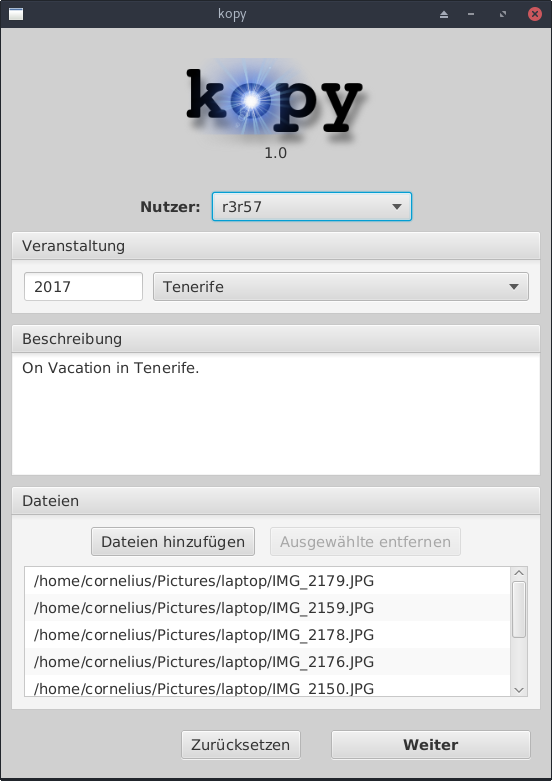 kopy
kopy
1.0
Nutzer: r3r57
Veranstaltung
2017 Tenerife
Beschreibung
On Vacation in Tenerife.
Dateien
Dateien hinzufügen Ausgewählte entfernen
/home/cornelius/Pictures/laptop/IMG_2179.JPG
/home/cornelius/Pictures/laptop/IMG_2159.JPG
/home/cornelius/Pictures/laptop/IMG_2178.JPG
/home/cornelius/Pictures/laptop/IMG_2176.JPG
/home/cornelius/Pictures/laptop/IMG_2150.JPG
Zurücksetzen Weiter